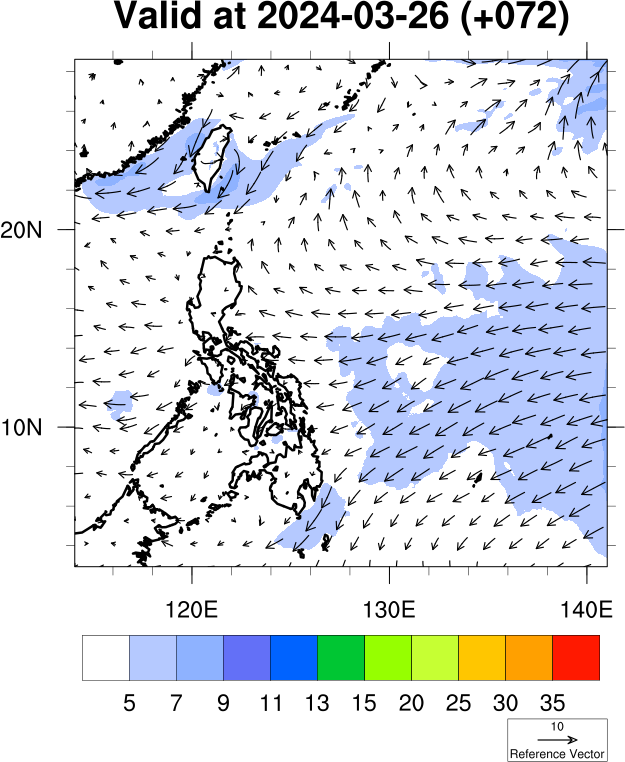 Valid at 2024-03-26 (+072)
20N
10N
120E 130E 140E
5 7 9 11 13 15 20 25 30 35
10
Reference Vector